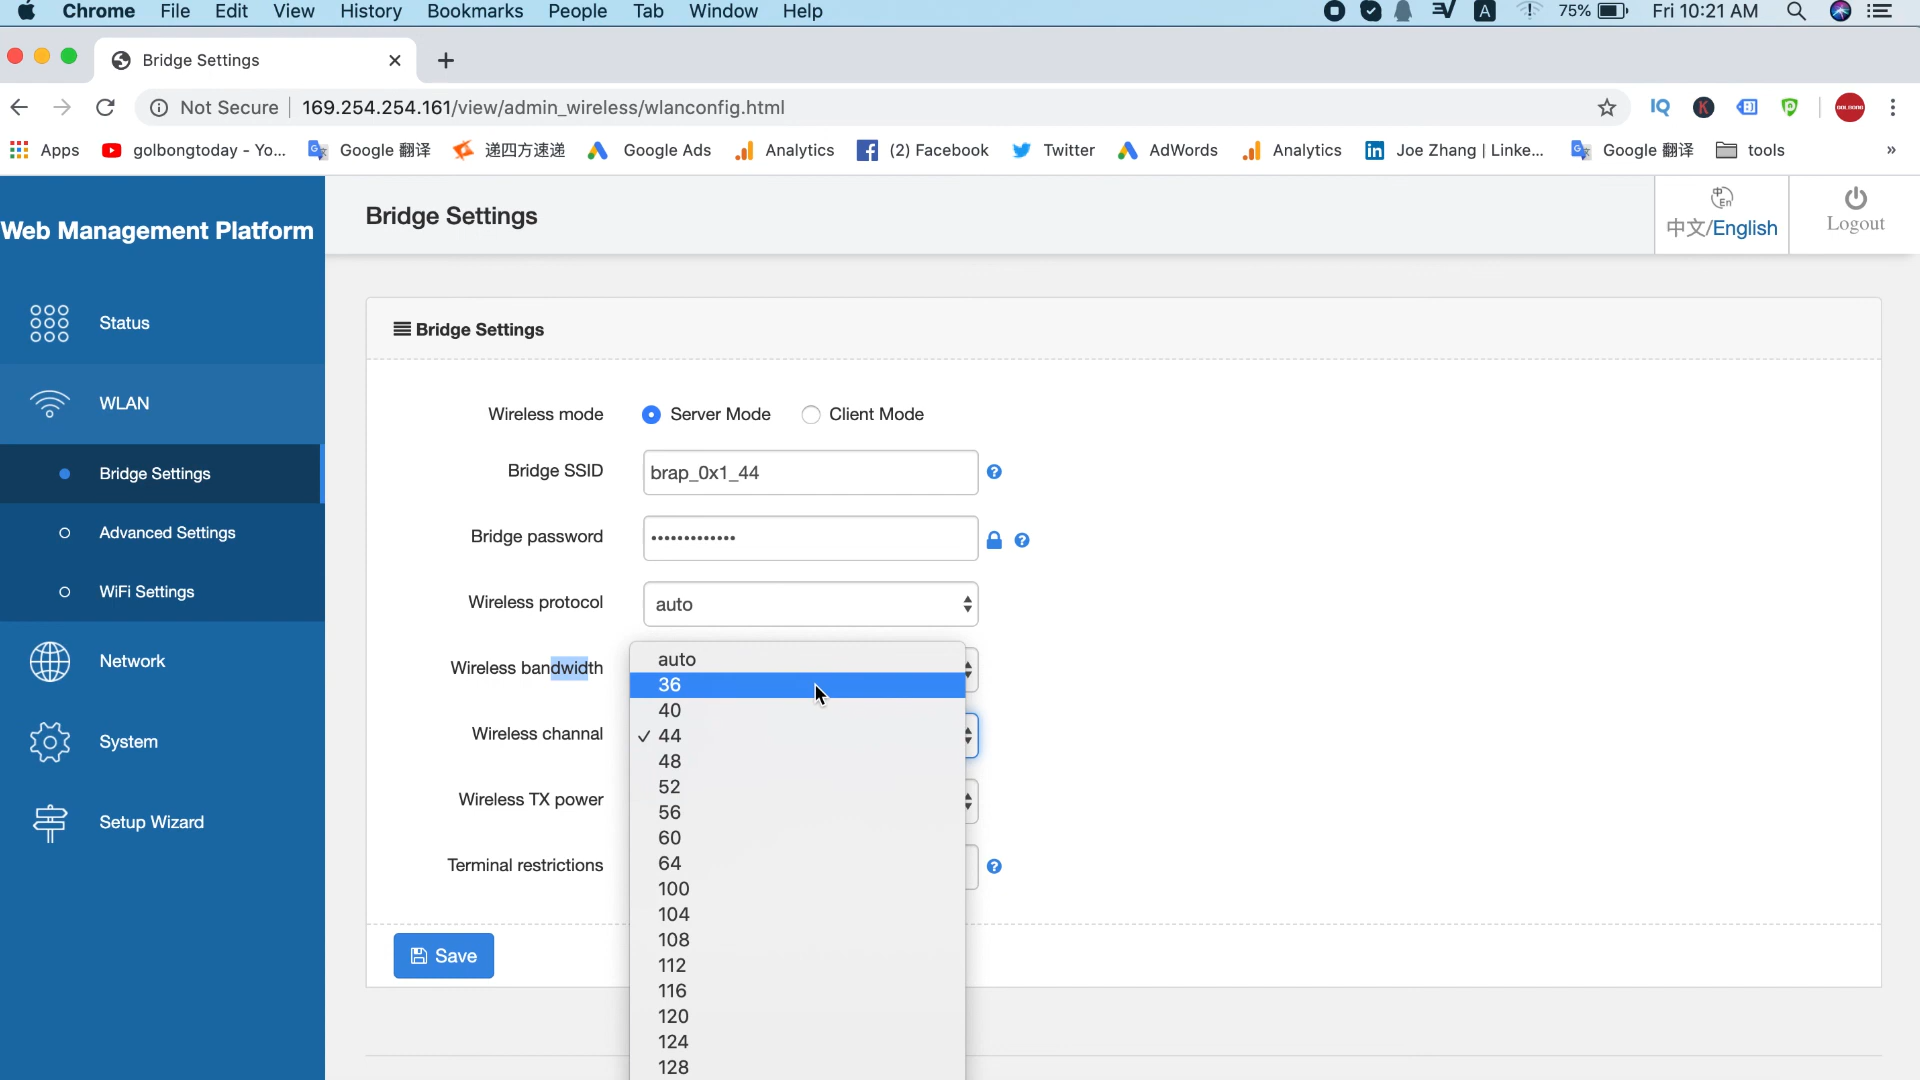 Chrome File Edit View History Bookmarks People Tab Window Help A 75% Fri 10:21 AM
Bridge Settings
Not Secure 169.254.254.161/view/admin_wireless/wlanconfig.html
Apps golbongtoday - Yo... Google 翻译 递四方速递 Google Ads Analytics (2) Facebook Twitter AdWords Analytics Joe Zhang | Linke... Google 翻译 tools »
Web Management Platform
Bridge Settings
中 En
中文/English
Logout
Status
WLAN
Bridge Settings
Advanced Settings
WiFi Settings
Network
System
Setup Wizard
Bridge Settings
Wireless mode Server Mode Client Mode
Bridge SSID brap_0x1_44
Bridge password •••••••••••••
Wireless protocol auto
Wireless bandwidth
Wireless channal
Wireless TX power
Terminal restrictions
auto
36
40
✓ 44
48
52
56
60
64
100
104
108
112
116
120
124
128
Save